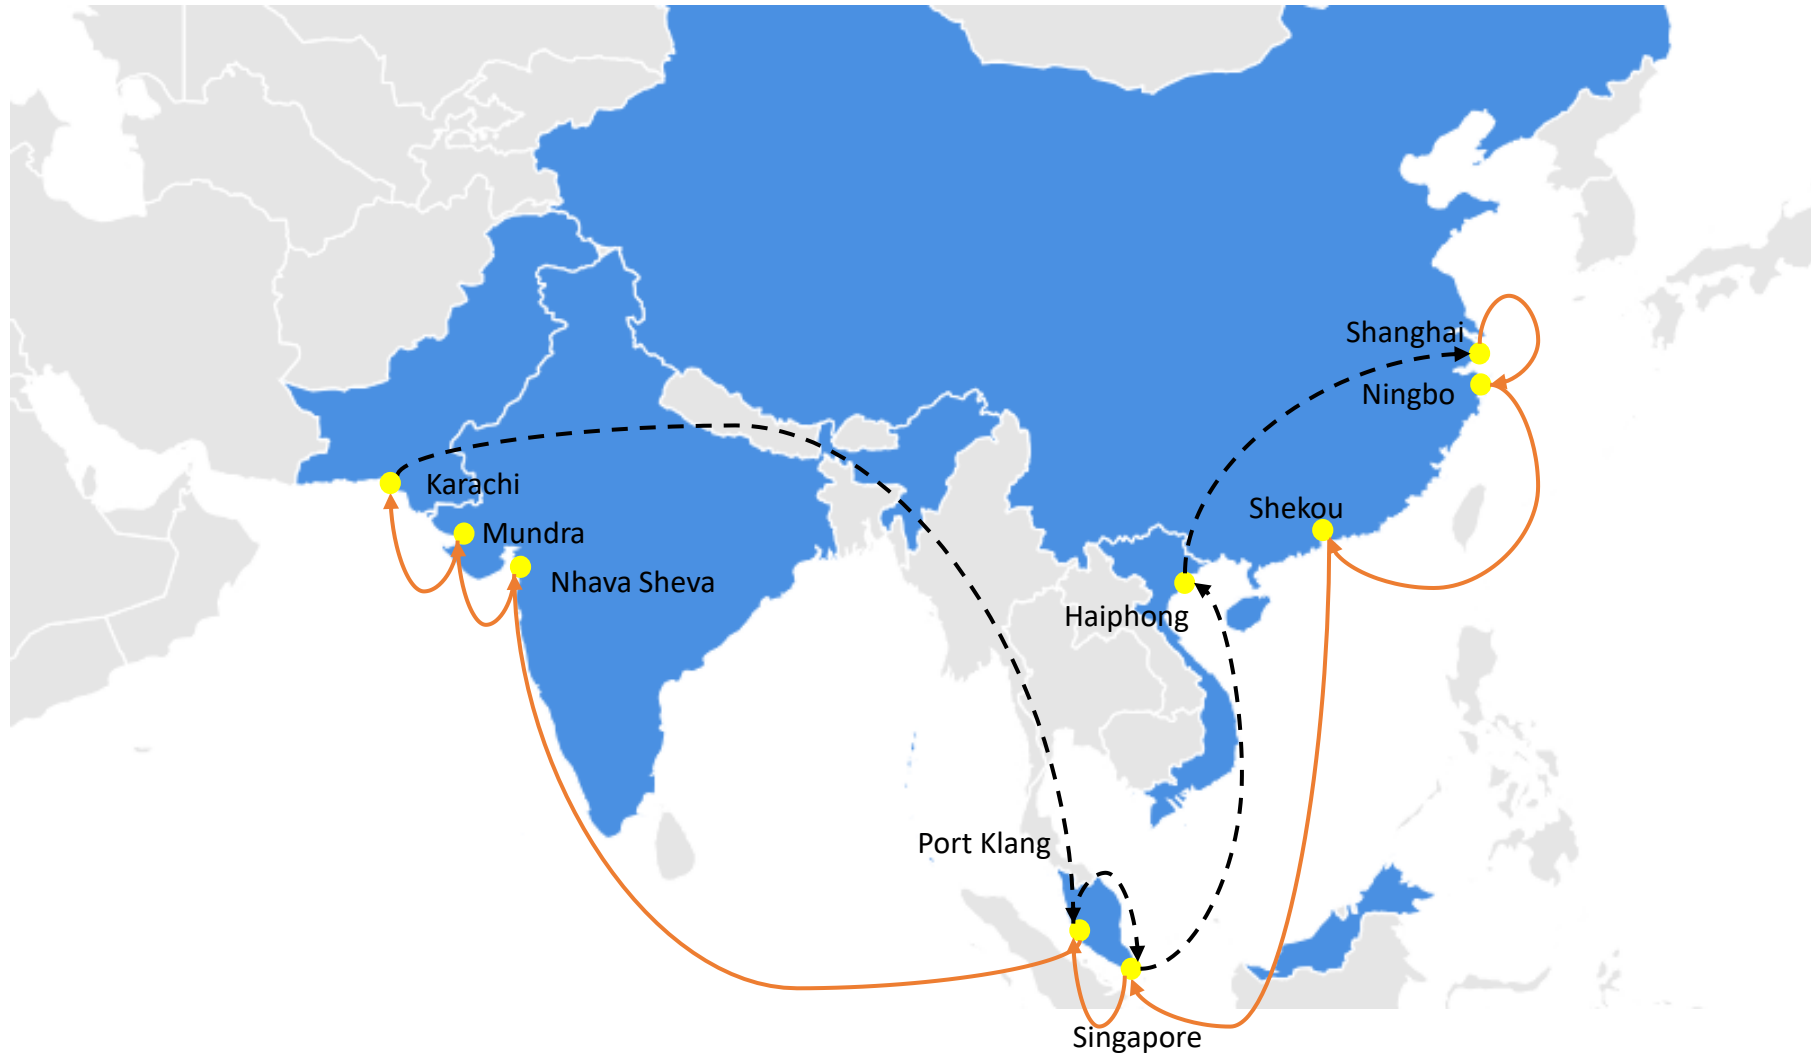 Shanghai
Ningbo
Karachi
Shekou
Mundra
Nhava Sheva
Haiphong
Port Klang
Singapore